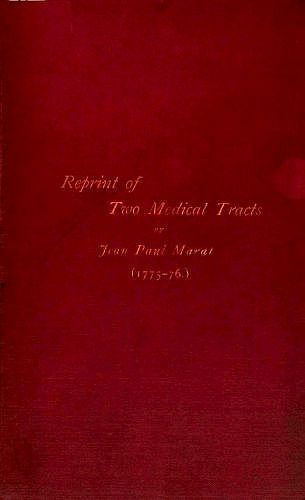 Reprint of
Two Medical Tracts
BY
Jean Paul Marat
(1775-76.)